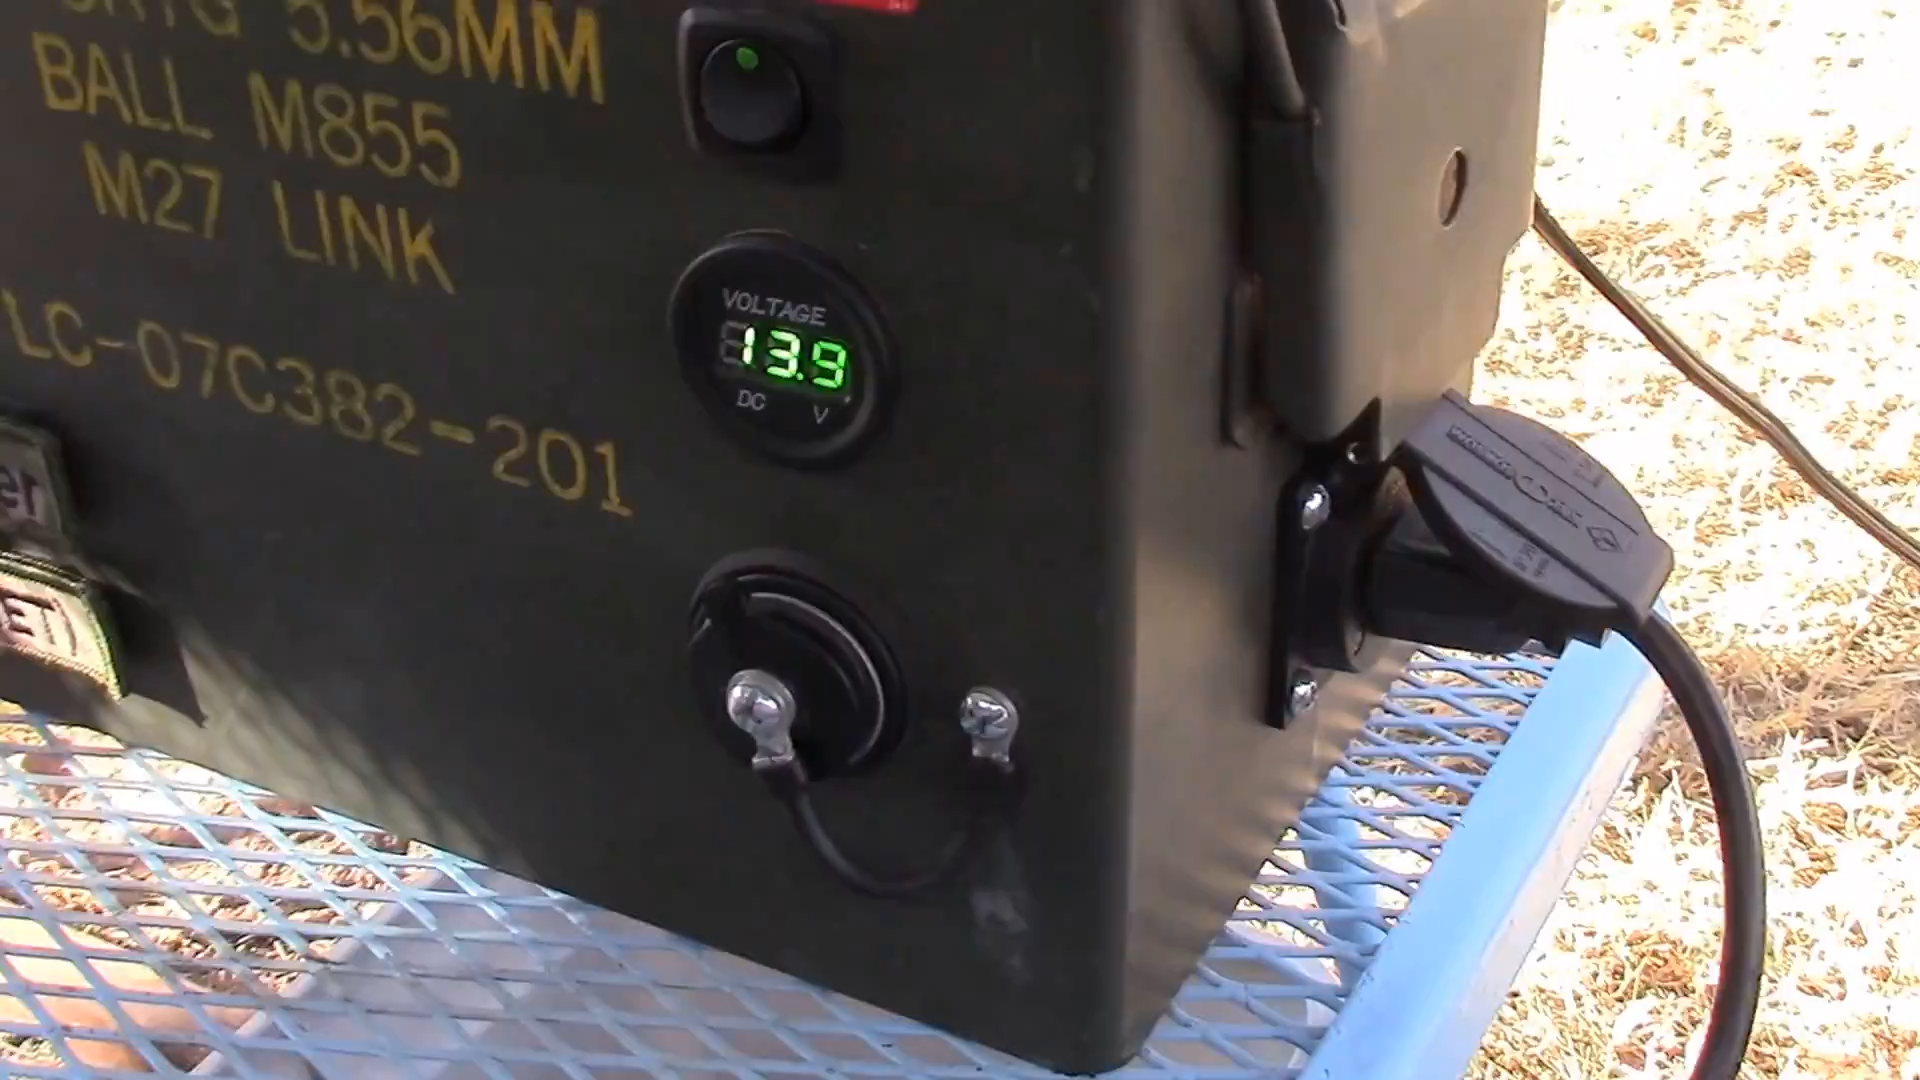 5.56MM
BALL M855
M27 LINK
LC-07C382-201
VOLTAGE
13.9
DC V